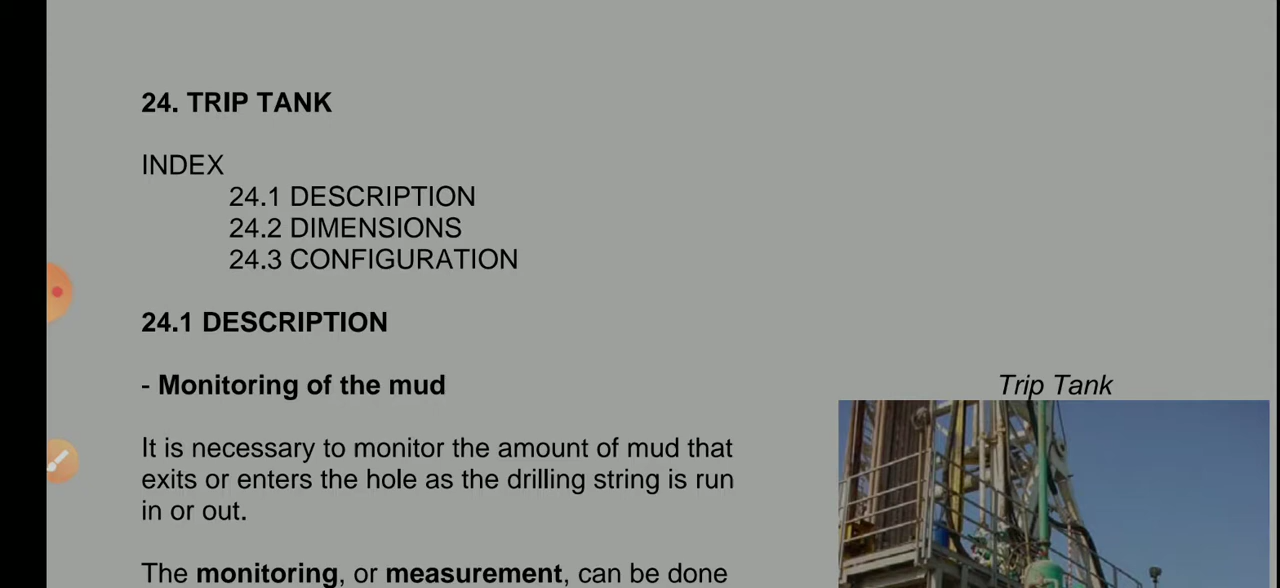 24. TRIP TANK
INDEX
24.1 DESCRIPTION
24.2 DIMENSIONS
24.3 CONFIGURATION
24.1 DESCRIPTION
- Monitoring of the mud
Trip Tank
It is necessary to monitor the amount of mud that
exits or enters the hole as the drilling string is run
in or out.
The monitoring, or measurement, can be done